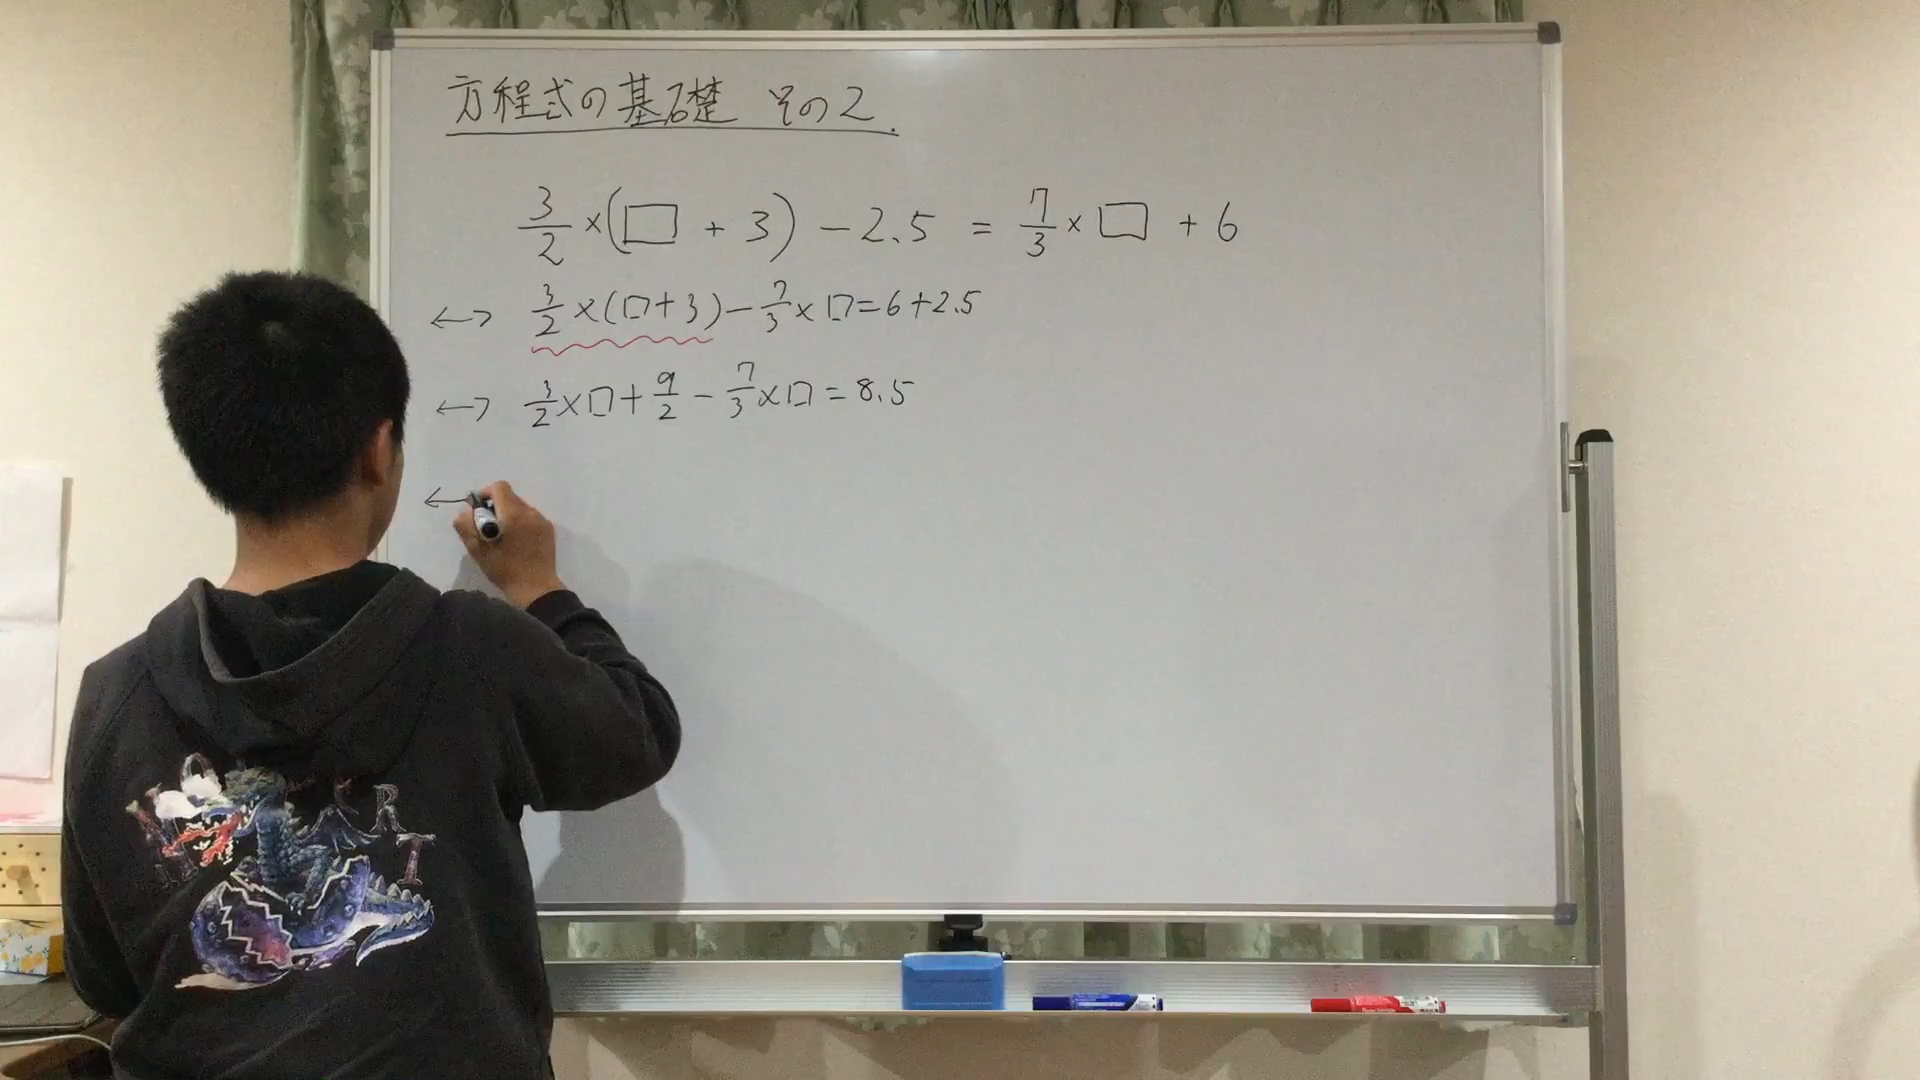 方程式の基礎 その2.
3/2 ×(□ + 3) − 2.5 = 7/3 × □ + 6
←→ 3/2 ×(□+3)− 7/3 ×□=6+2.5
←→ 3/2 ×□+ 9/2 − 7/3 ×□=8.5
←